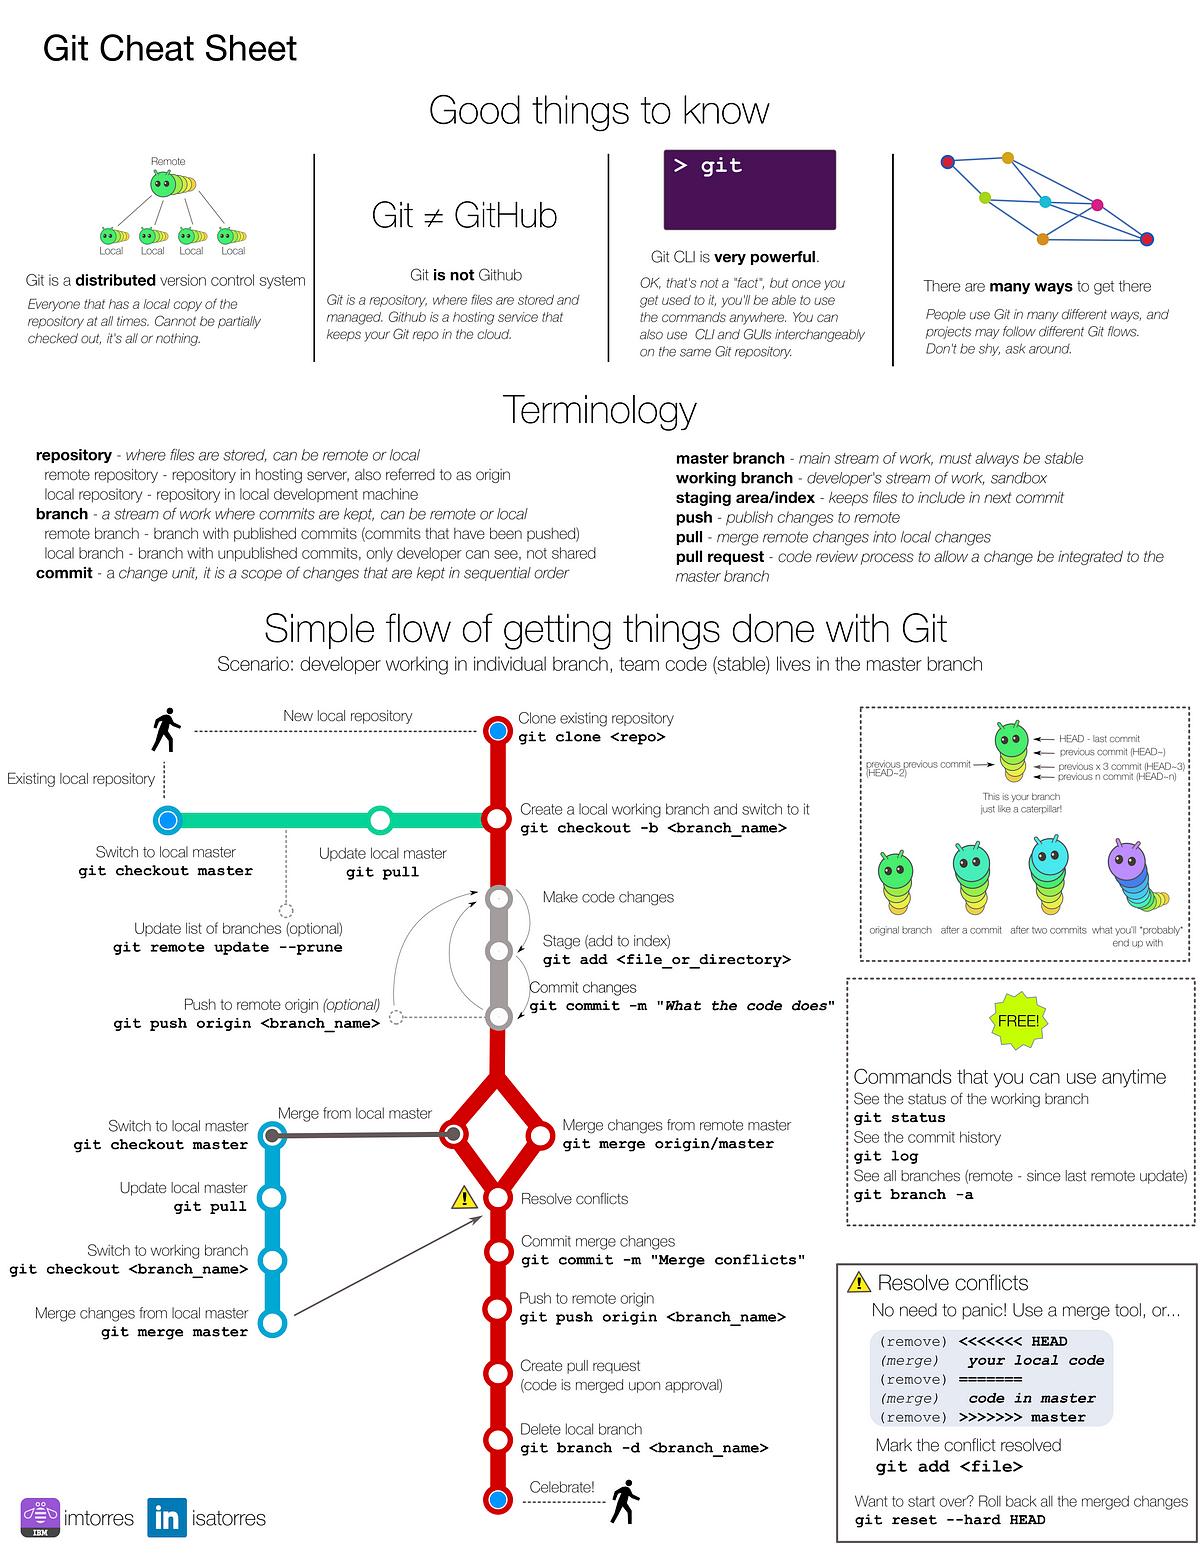 Git Cheat Sheet
Good things to know
Remote
Local
Local
Local
Local
Git is a distributed version control system
Everyone that has a local copy of the
repository at all times. Cannot be partially
checked out, it's all or nothing.
Git ≠ GitHub
Git is not Github
Git is a repository, where files are stored and
managed. Github is a hosting service that
keeps your Git repo in the cloud.
> git
Git CLI is very powerful.
OK, that's not a "fact", but once you
get used to it, you'll be able to use
the commands anywhere. You can
also use CLI and GUIs interchangeably
on the same Git repository.
There are many ways to get there
People use Git in many different ways, and
projects may follow different Git flows.
Don't be shy, ask around.
Terminology
repository - where files are stored, can be remote or local
remote repository - repository in hosting server, also referred to as origin
local repository - repository in local development machine
branch - a stream of work where commits are kept, can be remote or local
remote branch - branch with published commits (commits that have been pushed)
local branch - branch with unpublished commits, only developer can see, not shared
commit - a change unit, it is a scope of changes that are kept in sequential order
master branch - main stream of work, must always be stable
working branch - developer's stream of work, sandbox
staging area/index - keeps files to include in next commit
push - publish changes to remote
pull - merge remote changes into local changes
pull request - code review process to allow a change be integrated to the
master branch
Simple flow of getting things done with Git
Scenario: developer working in individual branch, team code (stable) lives in the master branch
New local repository
Clone existing repository
git clone <repo>
Existing local repository
Create a local working branch and switch to it
git checkout -b <branch_name>
Switch to local master
git checkout master
Update local master
git pull
Update list of branches (optional)
git remote update --prune
Make code changes
Stage (add to index)
git add <file_or_directory>
Commit changes
git commit -m "What the code does"
Push to remote origin (optional)
git push origin <branch_name>
Merge from local master
Switch to local master
git checkout master
Update local master
git pull
Switch to working branch
git checkout <branch_name>
Merge changes from local master
git merge master
Merge changes from remote master
git merge origin/master
Resolve conflicts
Commit merge changes
git commit -m "Merge conflicts"
Push to remote origin
git push origin <branch_name>
Create pull request
(code is merged upon approval)
Delete local branch
git branch -d <branch_name>
Celebrate!
HEAD - last commit
previous commit (HEAD~)
previous previous commit
(HEAD~2)
previous x 3 commit (HEAD~3)
previous n commit (HEAD~n)
This is your branch
just like a caterpillar!
original branch
after a commit
after two commits
what you'll *probably*
end up with
FREE!
Commands that you can use anytime
See the status of the working branch
git status
See the commit history
git log
See all branches (remote - since last remote update)
git branch -a
Resolve conflicts
No need to panic! Use a merge tool, or...
(remove) <<<<<<< HEAD
(merge) your local code
(remove) =======
(merge) code in master
(remove) >>>>>>> master
Mark the conflict resolved
git add <file>
Want to start over? Roll back all the merged changes
git reset --hard HEAD
IBM
imtorres
in
isatorres